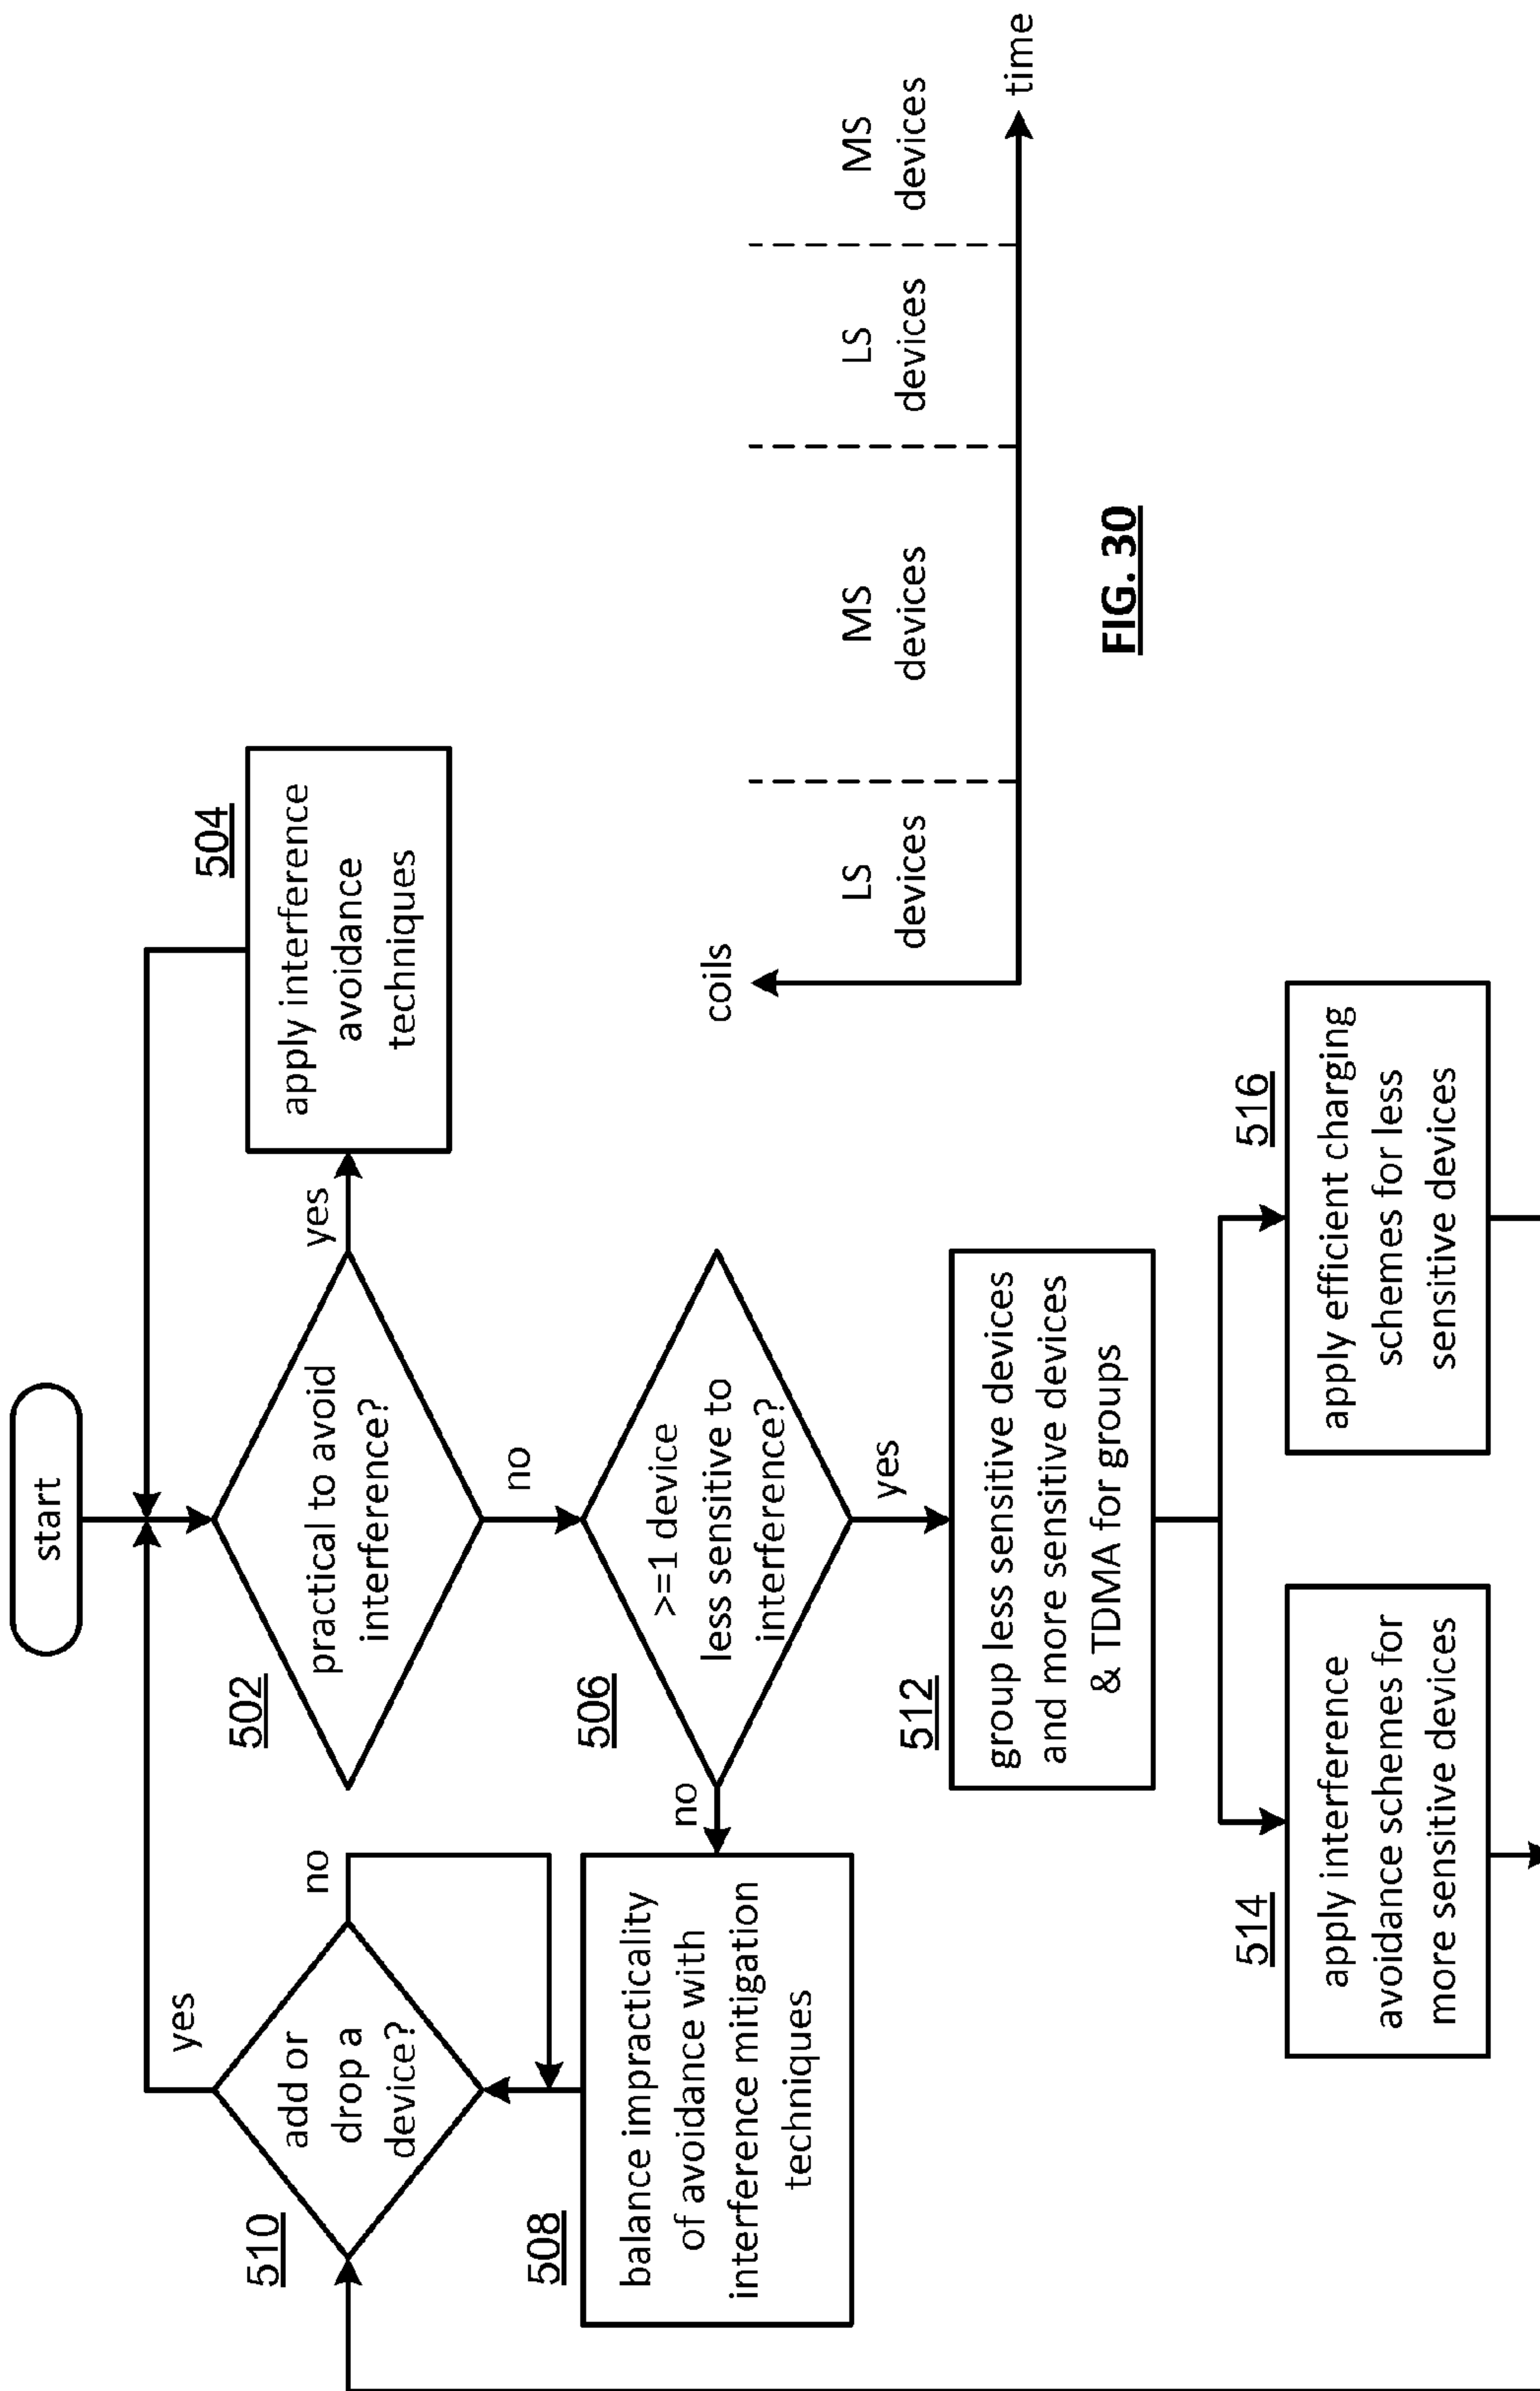 start
502
practical to avoid
interference?
yes
504
apply interference
avoidance
techniques
no
506
>=1 device
less sensitive to
interference?
no
508
balance impracticality
of avoidance with
interference mitigation
techniques
510
add or
drop a
device?
yes
no
yes
512
group less sensitive devices
and more sensitive devices
& TDMA for groups
514
apply interference
avoidance schemes for
more sensitive devices
516
apply efficient charging
schemes for less
sensitive devices
coils
LS
devices
MS
devices
LS
devices
MS
devices
time
FIG. 30